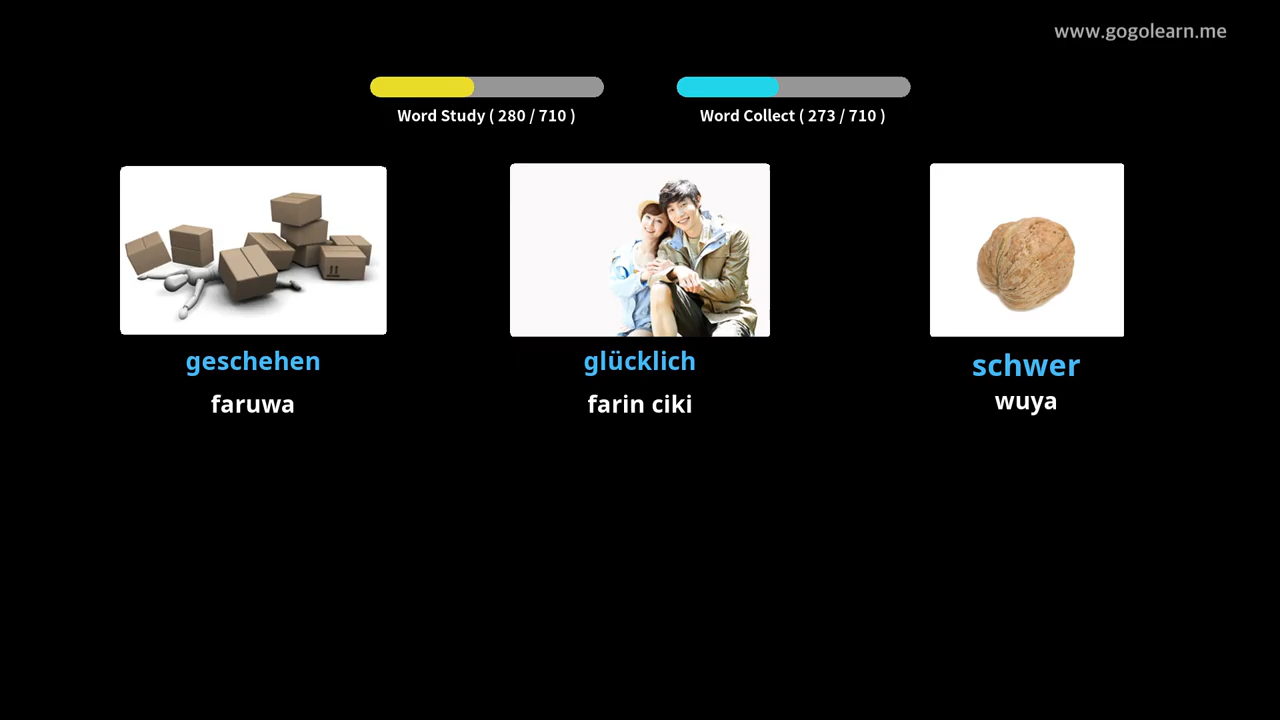 www.gogolearn.me
Word Study ( 280 / 710 )
Word Collect ( 273 / 710 )
geschehen
faruwa
glücklich
farin ciki
schwer
wuya